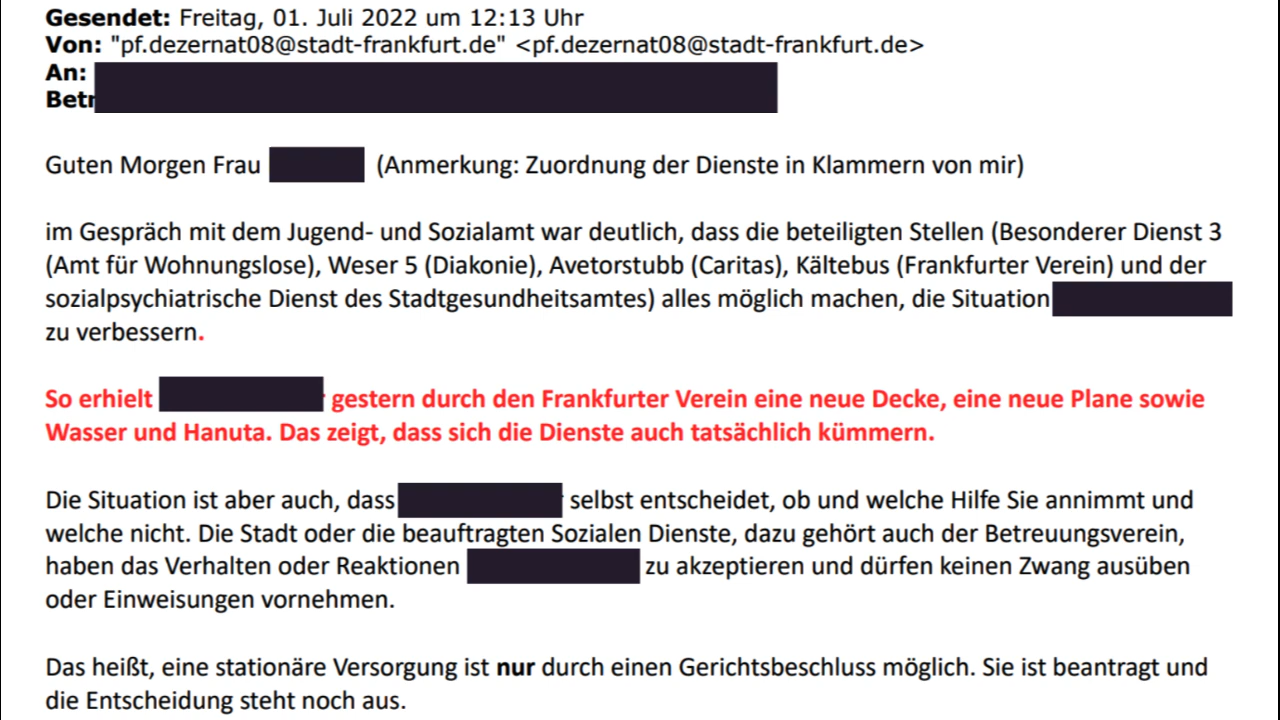 Gesendet: Freitag, 01. Juli 2022 um 12:13 Uhr
Von: "pf.dezernat08@stadt-frankfurt.de" <pf.dezernat08@stadt-frankfurt.de>
An:
Betr
Guten Morgen Frau (Anmerkung: Zuordnung der Dienste in Klammern von mir)
im Gespräch mit dem Jugend- und Sozialamt war deutlich, dass die beteiligten Stellen (Besonderer Dienst 3
(Amt für Wohnungslose), Weser 5 (Diakonie), Avetorstubb (Caritas), Kältebus (Frankfurter Verein) und der
sozialpsychiatrische Dienst des Stadtgesundheitsamtes) alles möglich machen, die Situation
zu verbessern.
So erhielt gestern durch den Frankfurter Verein eine neue Decke, eine neue Plane sowie
Wasser und Hanuta. Das zeigt, dass sich die Dienste auch tatsächlich kümmern.
Die Situation ist aber auch, dass selbst entscheidet, ob und welche Hilfe Sie annimmt und
welche nicht. Die Stadt oder die beauftragten Sozialen Dienste, dazu gehört auch der Betreuungsverein,
haben das Verhalten oder Reaktionen zu akzeptieren und dürfen keinen Zwang ausüben
oder Einweisungen vornehmen.
Das heißt, eine stationäre Versorgung ist nur durch einen Gerichtsbeschluss möglich. Sie ist beantragt und
die Entscheidung steht noch aus.